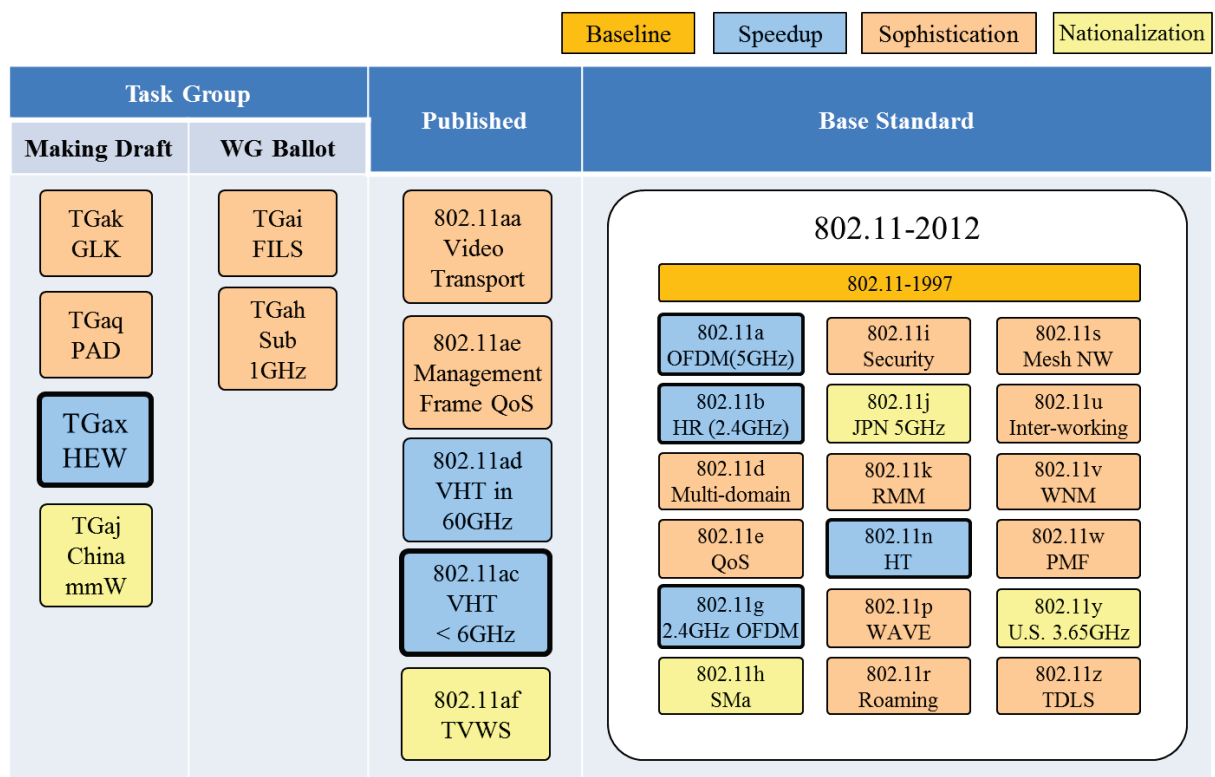 Baseline
Speedup
Sophistication
Nationalization
Task Group
Published
Base Standard
Making Draft
WG Ballot
TGak
GLK
TGaq
PAD
TGax
HEW
TGaj
China
mmW
TGai
FILS
TGah
Sub
1GHz
802.11aa
Video
Transport
802.11ae
Management
Frame QoS
802.11ad
VHT in
60GHz
802.11ac
VHT
< 6GHz
802.11af
TVWS
802.11-2012
802.11-1997
802.11a
OFDM(5GHz)
802.11b
HR (2.4GHz)
802.11d
Multi-domain
802.11e
QoS
802.11g
2.4GHz OFDM
802.11h
SMa
802.11i
Security
802.11j
JPN 5GHz
802.11k
RMM
802.11n
HT
802.11p
WAVE
802.11r
Roaming
802.11s
Mesh NW
802.11u
Inter-working
802.11v
WNM
802.11w
PMF
802.11y
U.S. 3.65GHz
802.11z
TDLS